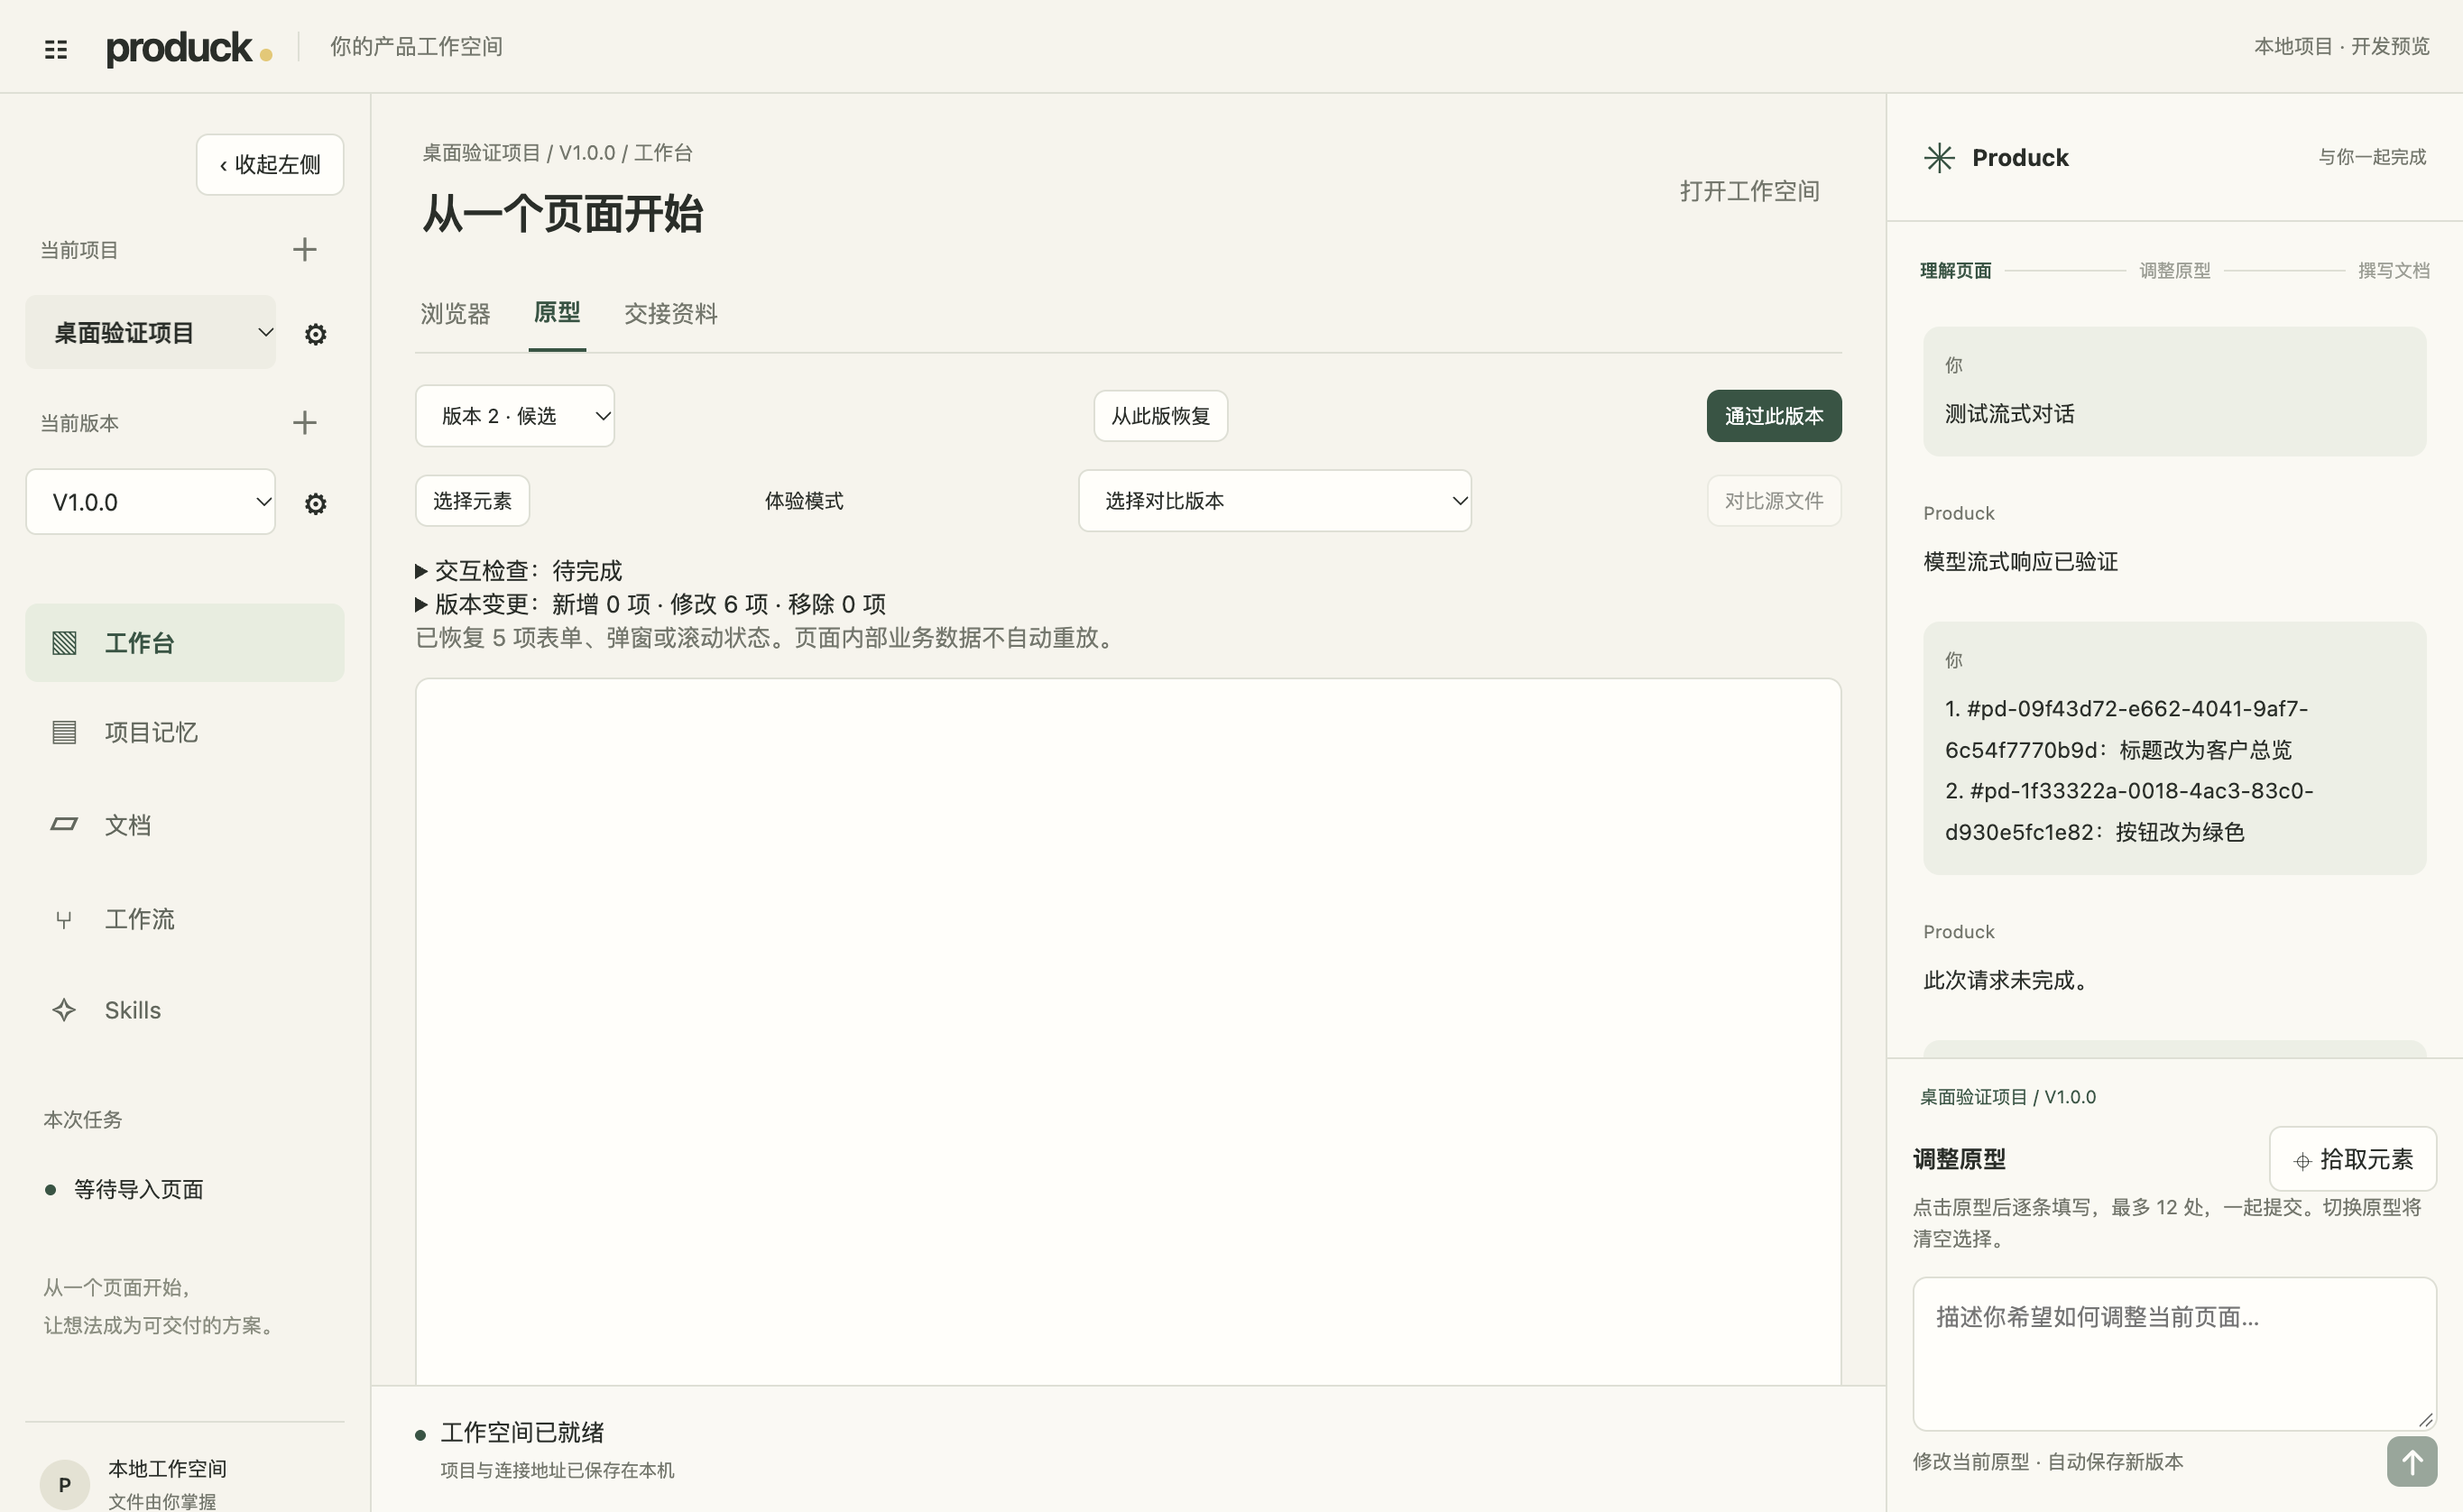 produck
你的产品工作空间
本地项目 · 开发预览
‹ 收起左侧
当前项目
桌面验证项目
当前版本
V1.0.0
工作台
项目记忆
文档
工作流
Skills
本次任务
等待导入页面
从一个页面开始，
让想法成为可交付的方案。
P
本地工作空间
文件由你掌握
桌面验证项目 / V1.0.0 / 工作台
从一个页面开始
打开工作空间
浏览器
原型
交接资料
版本 2 · 候选
从此版恢复
通过此版本
选择元素
体验模式
选择对比版本
对比源文件
交互检查：待完成
版本变更：新增 0 项 · 修改 6 项 · 移除 0 项
已恢复 5 项表单、弹窗或滚动状态。页面内部业务数据不自动重放。
工作空间已就绪
项目与连接地址已保存在本机
Produck
与你一起完成
理解页面
调整原型
撰写文档
你
测试流式对话
Produck
模型流式响应已验证
你
1. #pd-09f43d72-e662-4041-9af7-
6c54f7770b9d：标题改为客户总览
2. #pd-1f33322a-0018-4ac3-83c0-
d930e5fc1e82：按钮改为绿色
Produck
此次请求未完成。
桌面验证项目 / V1.0.0
调整原型
拾取元素
点击原型后逐条填写，最多 12 处，一起提交。切换原型将
清空选择。
描述你希望如何调整当前页面...
修改当前原型 · 自动保存新版本